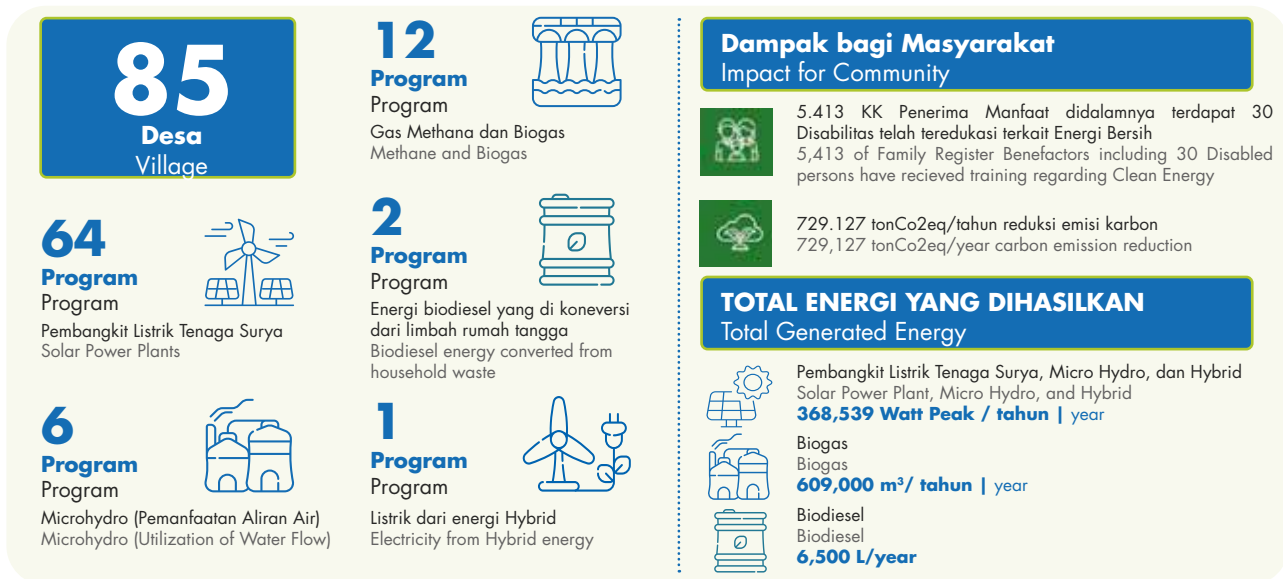 85
Desa
Village
64
Program
Program
Pembangkit Listrik Tenaga Surya
Solar Power Plants
6
Program
Program
Microhydro (Pemanfaatan Aliran Air)
Microhydro (Utilization of Water Flow)
12
Program
Program
Gas Methana dan Biogas
Methane and Biogas
2
Program
Program
Energi biodiesel yang di koneversi
dari limbah rumah tangga
Biodiesel energy converted from
household waste
1
Program
Program
Listrik dari energi Hybrid
Electricity from Hybrid energy
Dampak bagi Masyarakat
Impact for Community
5.413 KK Penerima Manfaat didalamnya terdapat 30
Disabilitas telah teredukasi terkait Energi Bersih
5,413 of Family Register Benefactors including 30 Disabled
persons have recieved training regarding Clean Energy
729.127 tonCo2eq/tahun reduksi emisi karbon
729,127 tonCo2eq/year carbon emission reduction
TOTAL ENERGI YANG DIHASILKAN
Total Generated Energy
Pembangkit Listrik Tenaga Surya, Micro Hydro, dan Hybrid
Solar Power Plant, Micro Hydro, and Hybrid
368,539 Watt Peak / tahun | year
Biogas
Biogas
609,000 m³/ tahun | year
Biodiesel
Biodiesel
6,500 L/year